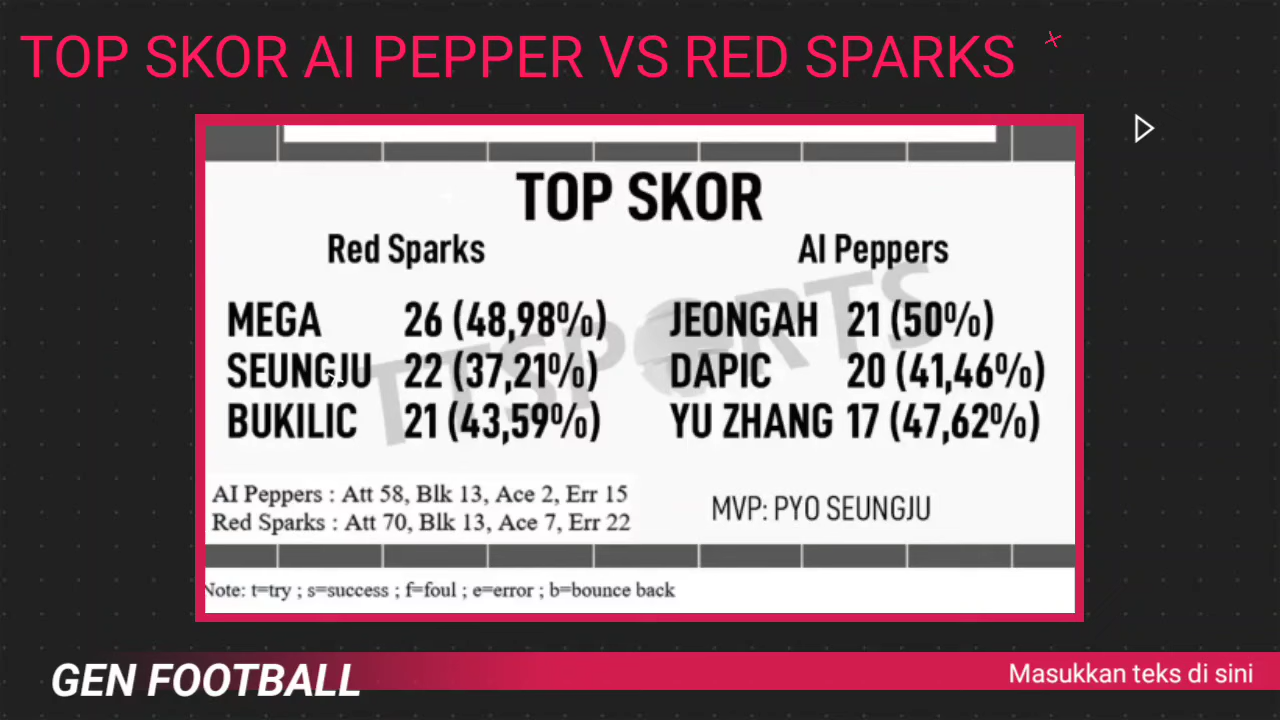 TOP SKOR AI PEPPER VS RED SPARKS
TOP SKOR
Red Sparks
AI Peppers
MEGA 26 (48,98%)
SEUNGJU 22 (37,21%)
BUKILIC 21 (43,59%)
JEONGAH 21 (50%)
DAPIC 20 (41,46%)
YU ZHANG 17 (47,62%)
TTSPORTS
AI Peppers : Att 58, Blk 13, Ace 2, Err 15
Red Sparks : Att 70, Blk 13, Ace 7, Err 22
MVP: PYO SEUNGJU
Note: t=try ; s=success ; f=foul ; e=error ; b=bounce back
GEN FOOTBALL
Masukkan teks di sini